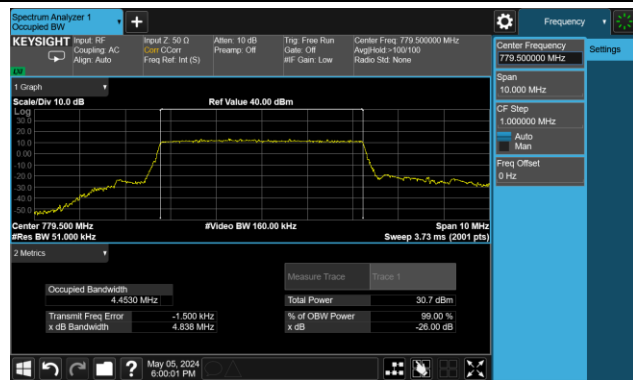 Spectrum Analyzer 1
Occupied BW
+
Frequency
KEYSIGHT
Input: RF
Coupling: AC
Align: Auto
Input Z: 50 Ω
Corr CCorr
Freq Ref: Int (S)
Atten: 10 dB
Preamp: Off
Trig: Free Run
Gate: Off
#IF Gain: Low
Center Freq: 779.500000 MHz
Avg|Hold:>100/100
Radio Std: None
Center Frequency
779.500000 MHz
Settings
Span
10.000 MHz
CF Step
1.000000 MHz
Auto
Man
Freq Offset
0 Hz
1 Graph
Scale/Div 10.0 dB
Ref Value 40.00 dBm
Log
30.0
20.0
10.0
0.00
-10.0
-20.0
-30.0
-40.0
-50.0
Center 779.500 MHz
#Video BW 160.00 kHz
Span 10 MHz
#Res BW 51.000 kHz
Sweep 3.73 ms (2001 pts)
2 Metrics
Measure Trace
Trace 1
Occupied Bandwidth
4.4530 MHz
Total Power
30.7 dBm
Transmit Freq Error
-1.500 kHz
% of OBW Power
99.00 %
x dB Bandwidth
4.838 MHz
x dB
-26.00 dB
?
May 05, 2024
6:00:01 PM